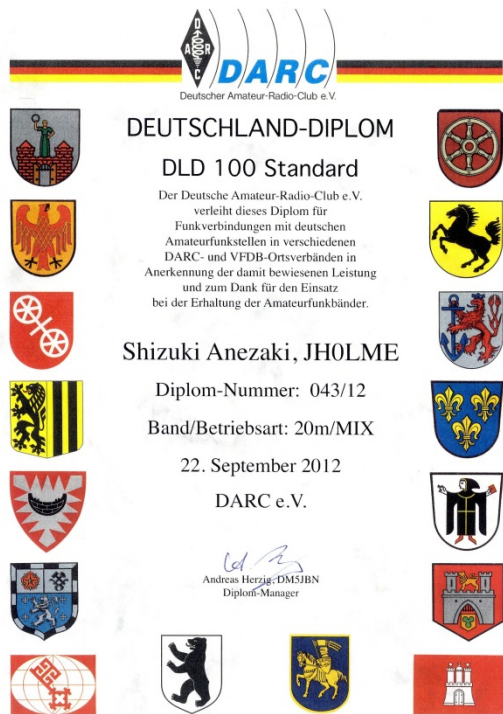 D
A R
C
DARC
Deutscher Amateur-Radio-Club e.V.
DEUTSCHLAND-DIPLOM
DLD 100 Standard
Der Deutsche Amateur-Radio-Club e.V.
verleiht dieses Diplom für
Funkverbindungen mit deutschen
Amateurfunkstellen in verschiedenen
DARC- und VFDB-Ortsverbänden in
Anerkennung der damit bewiesenen Leistung
und zum Dank für den Einsatz
bei der Erhaltung der Amateurfunkbänder.
Shizuki Anezaki, JH0LME
Diplom-Nummer: 043/12
Band/Betriebsart: 20m/MIX
22. September 2012
DARC e.V.
Andreas Herzig, DM5JBN
Diplom-Manager